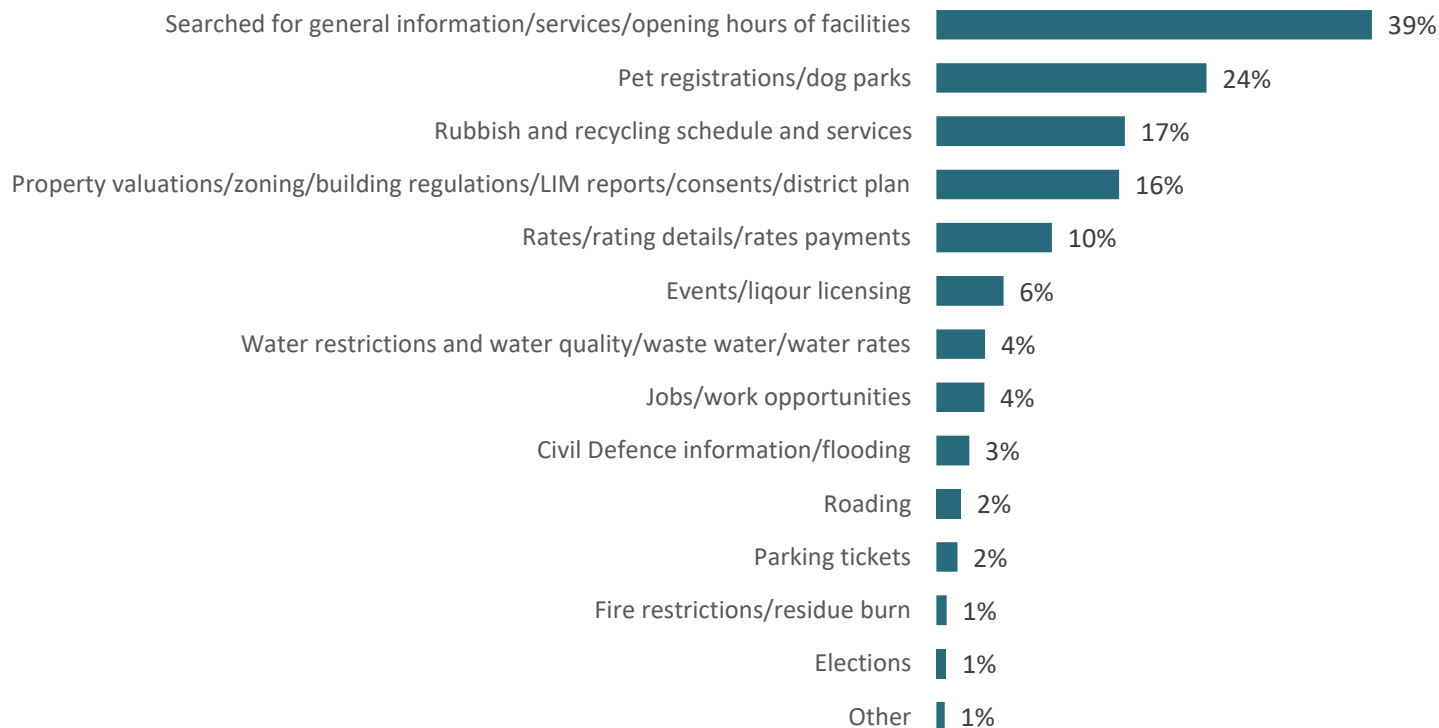 Searched for general information/services/opening hours of facilities 39%
Pet registrations/dog parks 24%
Rubbish and recycling schedule and services 17%
Property valuations/zoning/building regulations/LIM reports/consents/district plan 16%
Rates/rating details/rates payments 10%
Events/liqour licensing 6%
Water restrictions and water quality/waste water/water rates 4%
Jobs/work opportunities 4%
Civil Defence information/flooding 3%
Roading 2%
Parking tickets 2%
Fire restrictions/residue burn 1%
Elections 1%
Other 1%